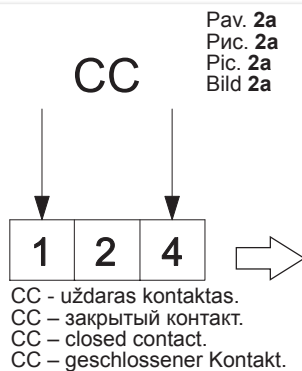 Pav. 2a
Рис. 2a
Pic. 2a
Bild 2a
CC
1 2 4
CC - uždaras kontaktas.
CC – закрытый контакт.
CC – closed contact.
CC – geschlossener Kontakt.